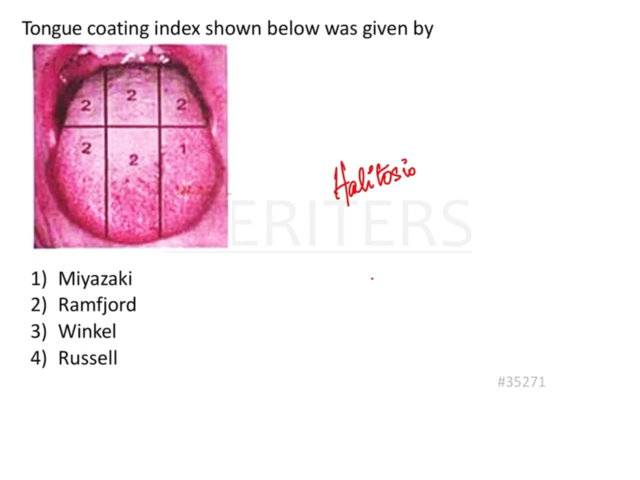 Tongue coating index shown below was given by
2 2 2
2 2 1
Halitosis
ERITERS
1) Miyazaki
2) Ramfjord
3) Winkel
4) Russell
#35271